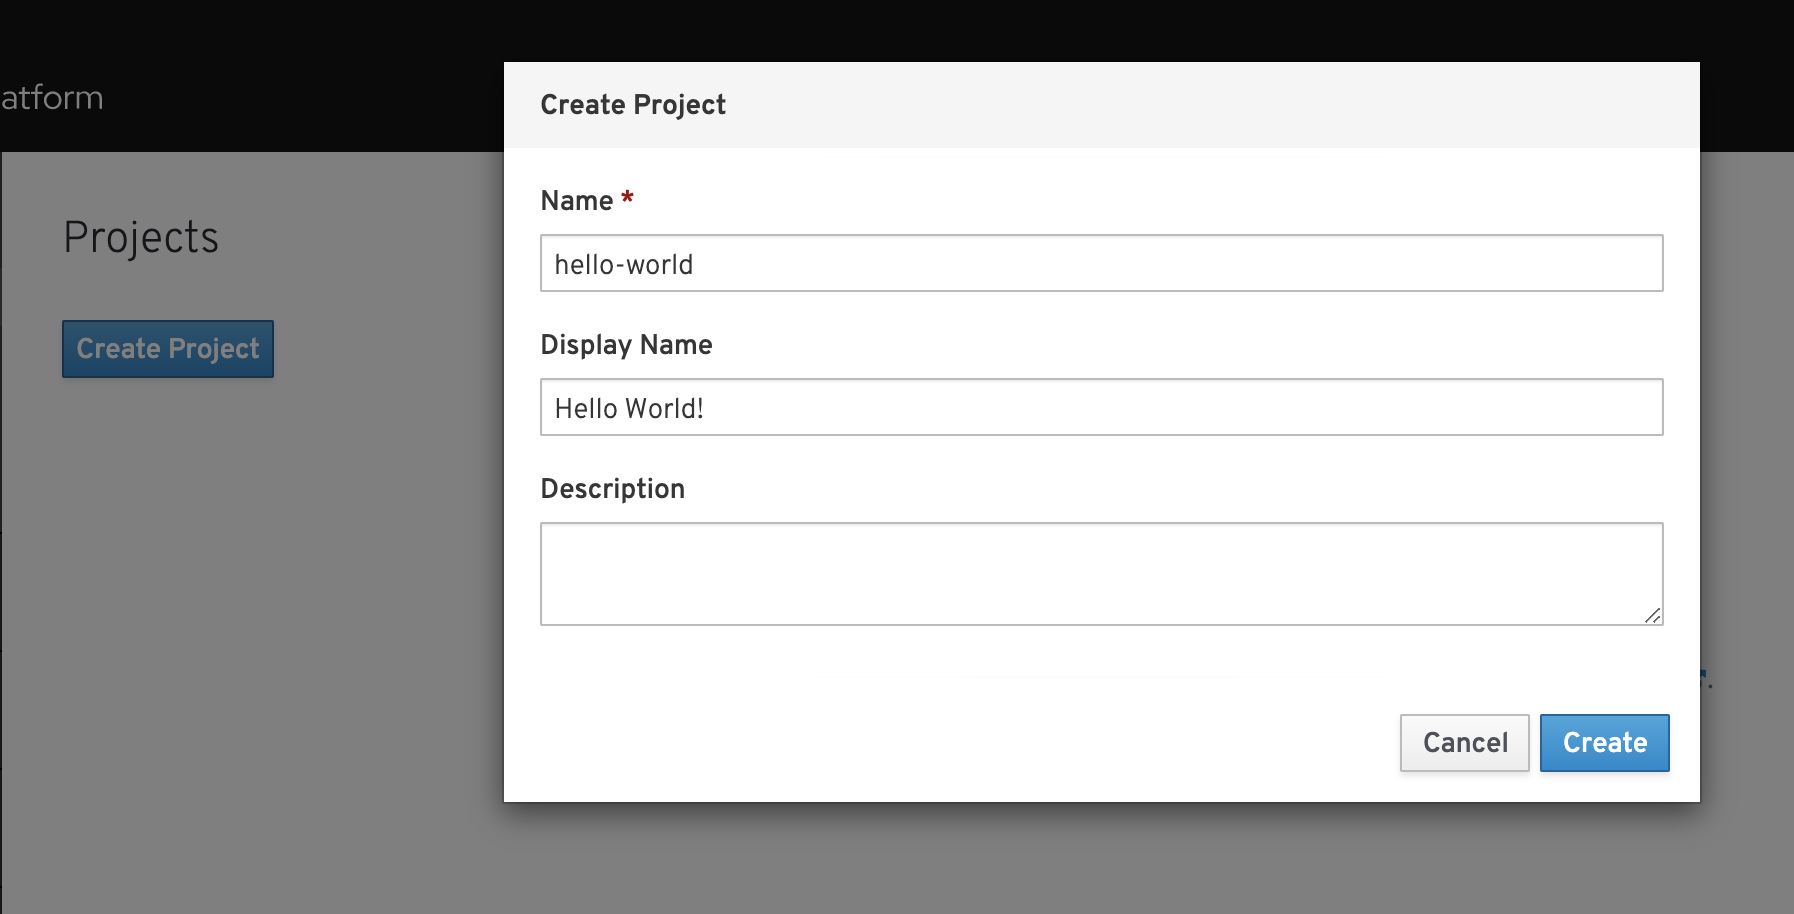 atform
Projects
Create Project
Create Project
Name *
hello-world
Display Name
Hello World!
Description
Cancel
Create